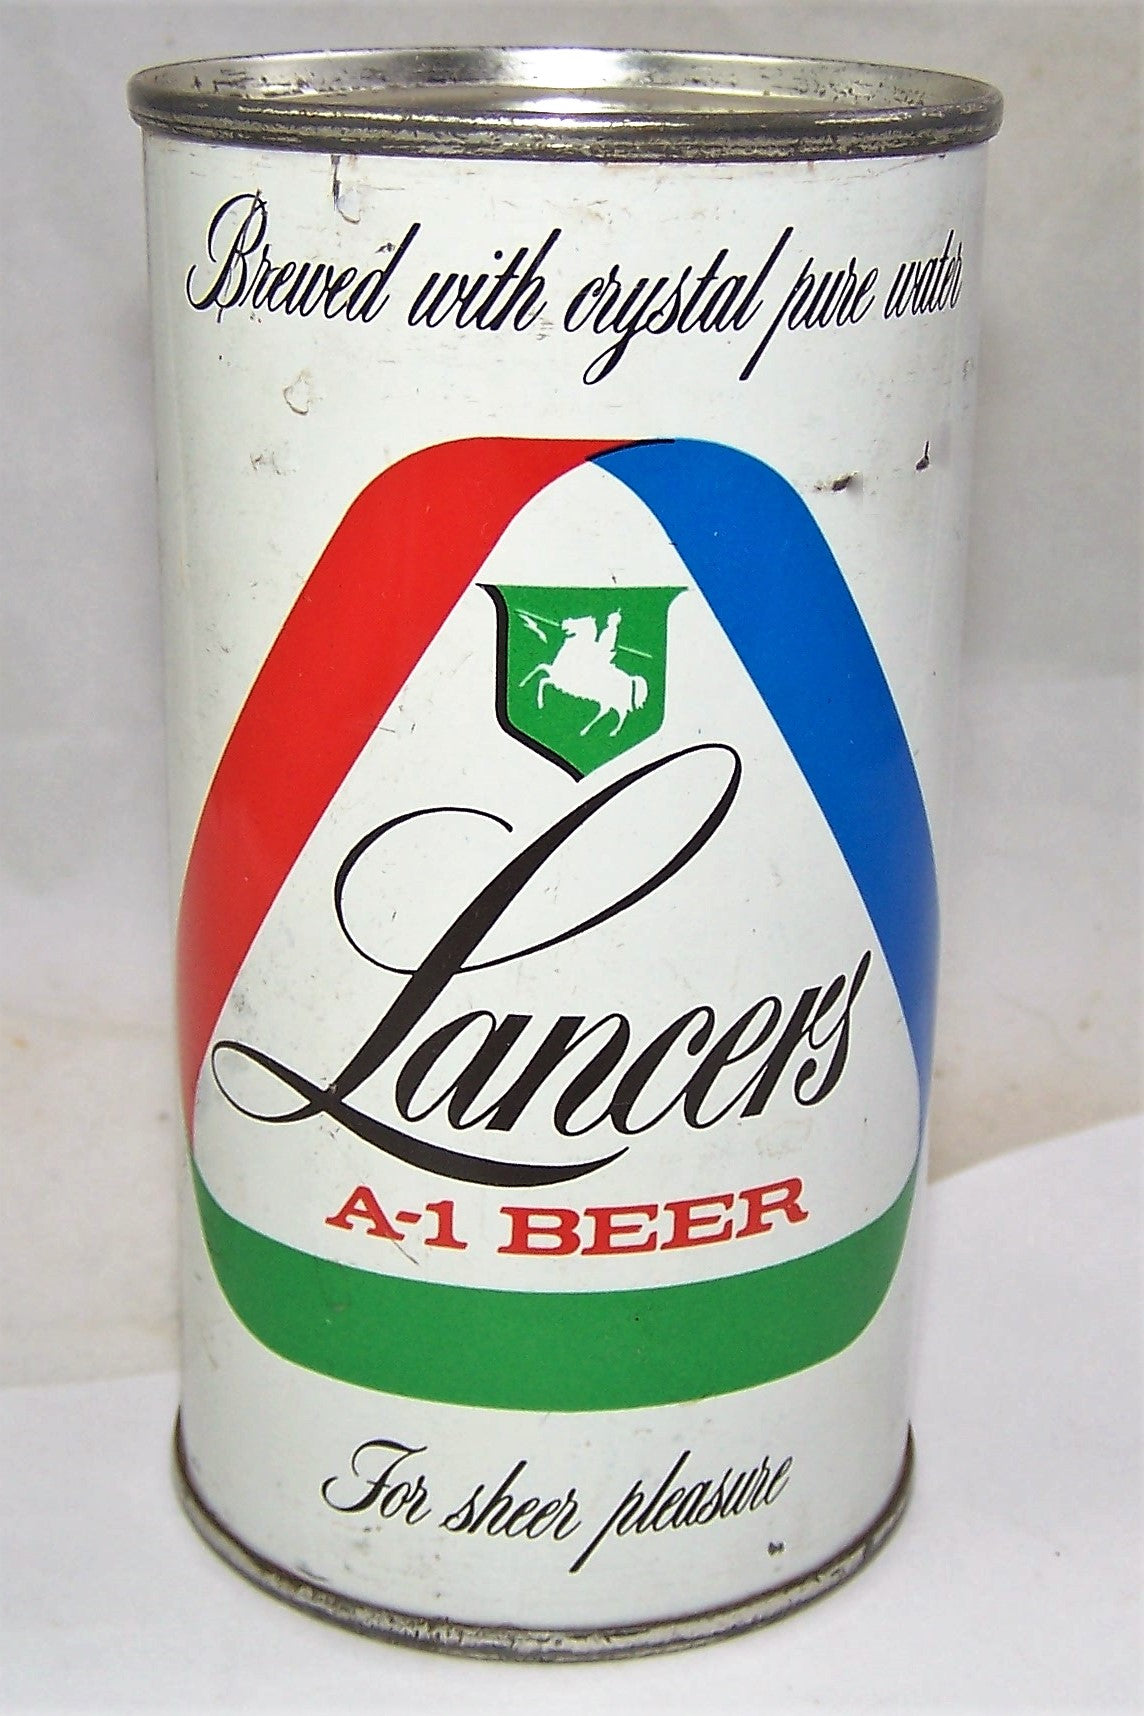 Brewed with crystal pure water
Lancers
A-1 BEER
For sheer pleasure